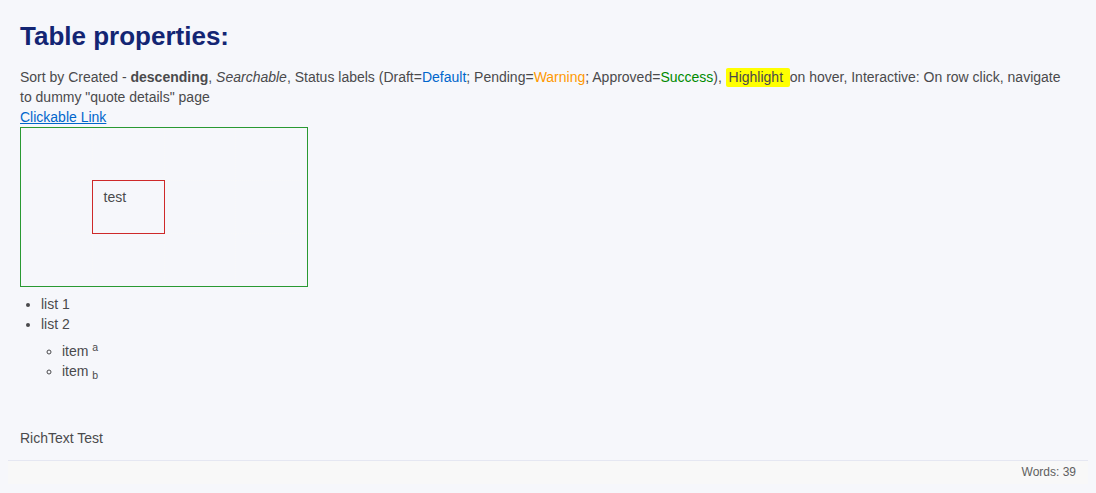 Table properties:
Sort by Created - descending, Searchable, Status labels (Draft=Default; Pending=Warning; Approved=Success), Highlight on hover, Interactive: On row click, navigate
to dummy "quote details" page
Clickable Link
test
list 1
list 2
item a
item b
RichText Test
Words: 39